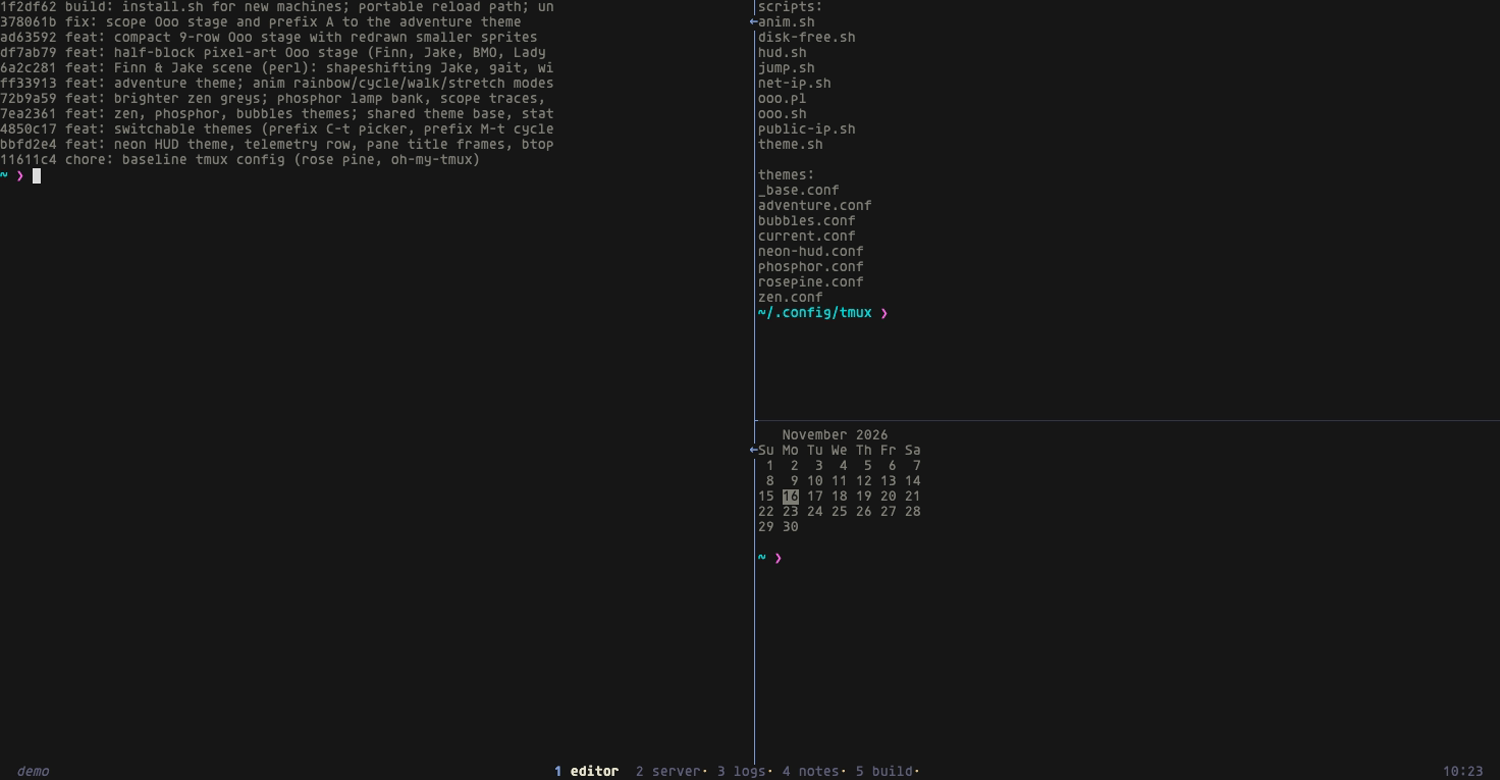 1f2df62 build: install.sh for new machines; portable reload path; un
378061b fix: scope Ooo stage and prefix A to the adventure theme
ad63592 feat: compact 9-row Ooo stage with redrawn smaller sprites
df7ab79 feat: half-block pixel-art Ooo stage (Finn, Jake, BMO, Lady
6a2c281 feat: Finn & Jake scene (perl): shapeshifting Jake, gait, wi
ff33913 feat: adventure theme; anim rainbow/cycle/walk/stretch modes
72b9a59 feat: brighter zen greys; phosphor lamp bank, scope traces,
7ea2361 feat: zen, phosphor, bubbles themes; shared theme base, stat
4850c17 feat: switchable themes (prefix C-t picker, prefix M-t cycle
bbfd2e4 feat: neon HUD theme, telemetry row, pane title frames, btop
11611c4 chore: baseline tmux config (rose pine, oh-my-tmux)
~ ❯
scripts:
anim.sh
disk-free.sh
hud.sh
jump.sh
net-ip.sh
ooo.pl
ooo.sh
public-ip.sh
theme.sh

themes:
_base.conf
adventure.conf
bubbles.conf
current.conf
neon-hud.conf
phosphor.conf
rosepine.conf
zen.conf
~/.config/tmux ❯
November 2026
Su Mo Tu We Th Fr Sa
1 2 3 4 5 6 7
8 9 10 11 12 13 14
15 16 17 18 19 20 21
22 23 24 25 26 27 28
29 30
~ ❯
demo 1 editor 2 server· 3 logs· 4 notes· 5 build· 10:23